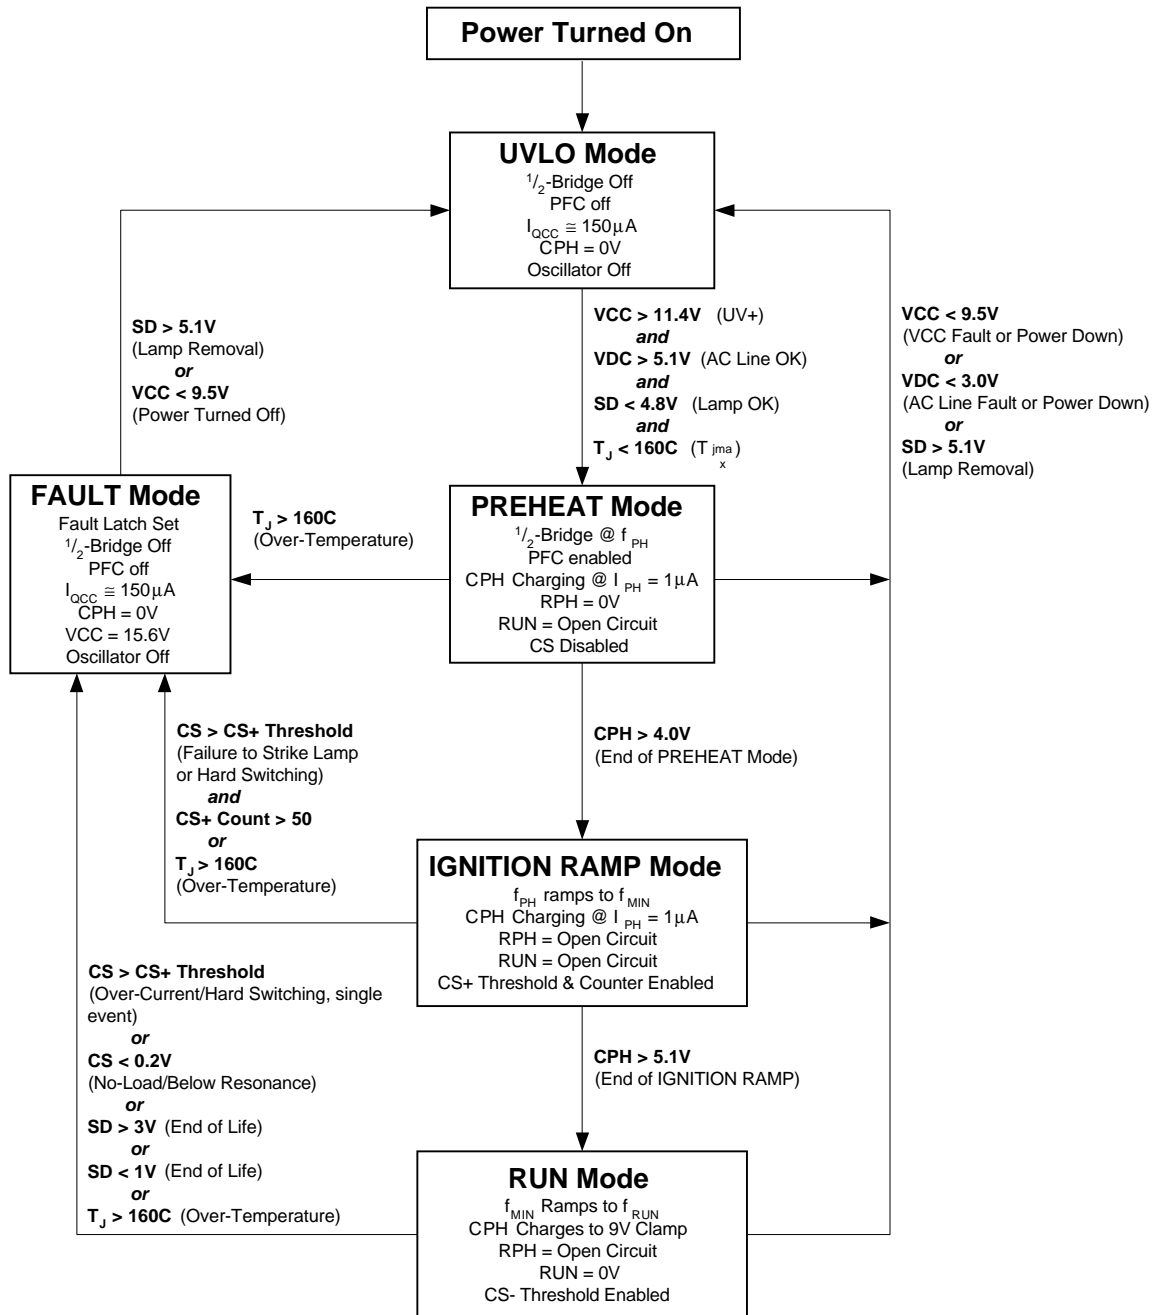 Power Turned On
UVLO Mode
1/2-Bridge Off
PFC off
IQCC ≅ 150μA
CPH = 0V
Oscillator Off
SD > 5.1V
(Lamp Removal)
or
VCC < 9.5V
(Power Turned Off)
VCC > 11.4V (UV+)
and
VDC > 5.1V (AC Line OK)
and
SD < 4.8V (Lamp OK)
and
TJ < 160C (Tjmax)
VCC < 9.5V
(VCC Fault or Power Down)
or
VDC < 3.0V
(AC Line Fault or Power Down)
or
SD > 5.1V
(Lamp Removal)
FAULT Mode
Fault Latch Set
1/2-Bridge Off
PFC off
IQCC ≅ 150μA
CPH = 0V
VCC = 15.6V
Oscillator Off
TJ > 160C
(Over-Temperature)
PREHEAT Mode
1/2-Bridge @ fPH
PFC enabled
CPH Charging @ IPH = 1μA
RPH = 0V
RUN = Open Circuit
CS Disabled
CS > CS+ Threshold
(Failure to Strike Lamp
or Hard Switching)
and
CS+ Count > 50
or
TJ > 160C
(Over-Temperature)
CPH > 4.0V
(End of PREHEAT Mode)
IGNITION RAMP Mode
fPH ramps to fMIN
CPH Charging @ IPH = 1μA
RPH = Open Circuit
RUN = Open Circuit
CS+ Threshold & Counter Enabled
CS > CS+ Threshold
(Over-Current/Hard Switching, single
event)
or
CS < 0.2V
(No-Load/Below Resonance)
or
SD > 3V (End of Life)
or
SD < 1V (End of Life)
or
TJ > 160C (Over-Temperature)
CPH > 5.1V
(End of IGNITION RAMP)
RUN Mode
fMIN Ramps to fRUN
CPH Charges to 9V Clamp
RPH = Open Circuit
RUN = 0V
CS- Threshold Enabled